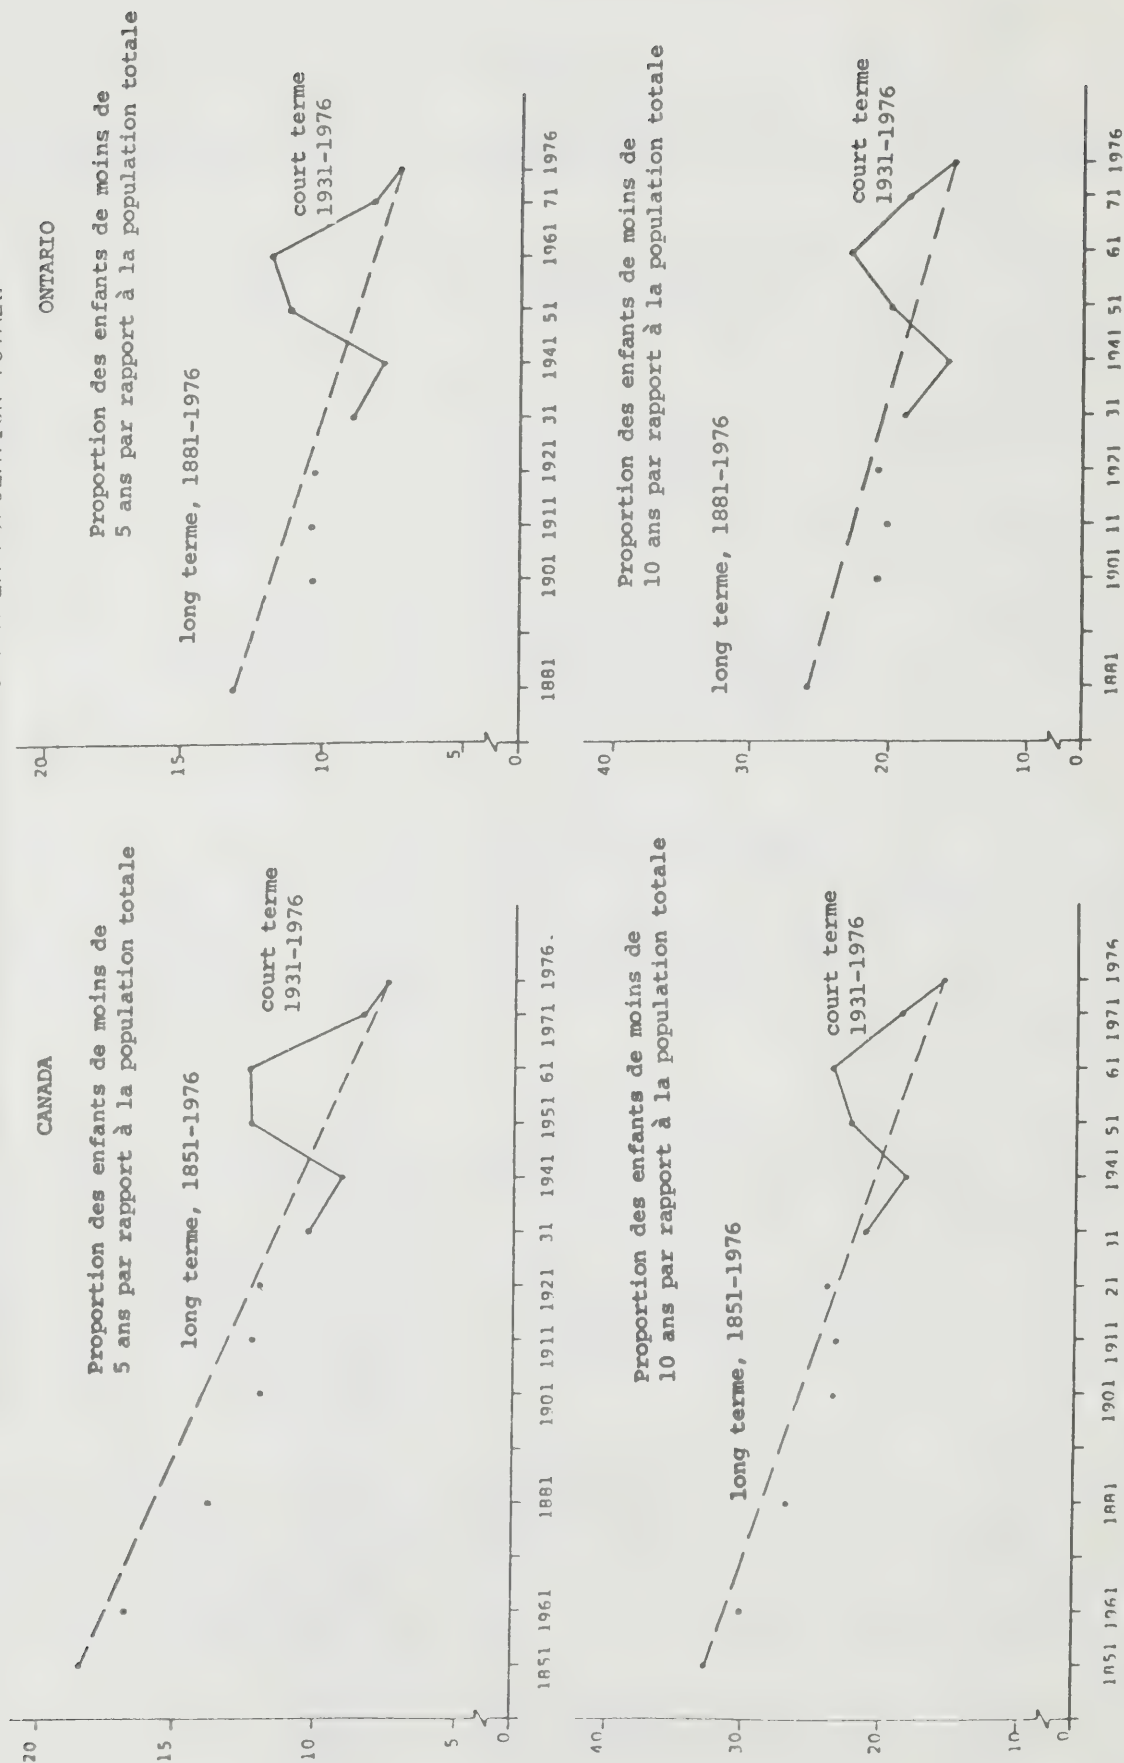 CANADA
Proportion des enfants de moins de
5 ans par rapport à la population totale
long terme, 1851-1976
court terme
1931-1976
20
15
10
5
0
1851 1961 1881 1901 1911 1921 31 1941 1951 61 1971 1976.
ONTARIO
Proportion des enfants de moins de
5 ans par rapport à la population totale
long terme, 1881-1976
court terme
1931-1976
20
15
10
5
0
1881 1901 1911 1921 31 1941 51 1961 71 1976
Proportion des enfants de moins de
10 ans par rapport à la population totale
long terme, 1851-1976
court terme
1931-1976
40
30
20
10
0
1851 1961 1881 1901 1911 21 31 1941 51 61 1971 1976
Proportion des enfants de moins de
10 ans par rapport à la population totale
long terme, 1881-1976
court terme
1931-1976
40
30
20
10
0
1881 1901 11 1921 31 1941 51 61 71 1976